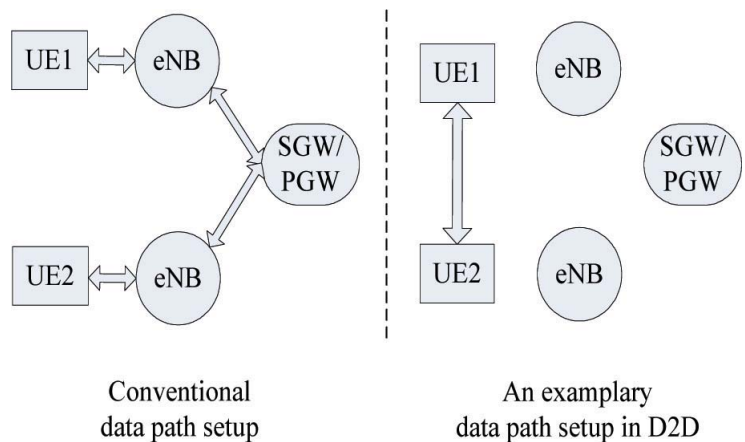 UE1
eNB
SGW/
PGW
UE2
eNB
Conventional
data path setup
UE1
eNB
SGW/
PGW
UE2
eNB
An examplary
data path setup in D2D